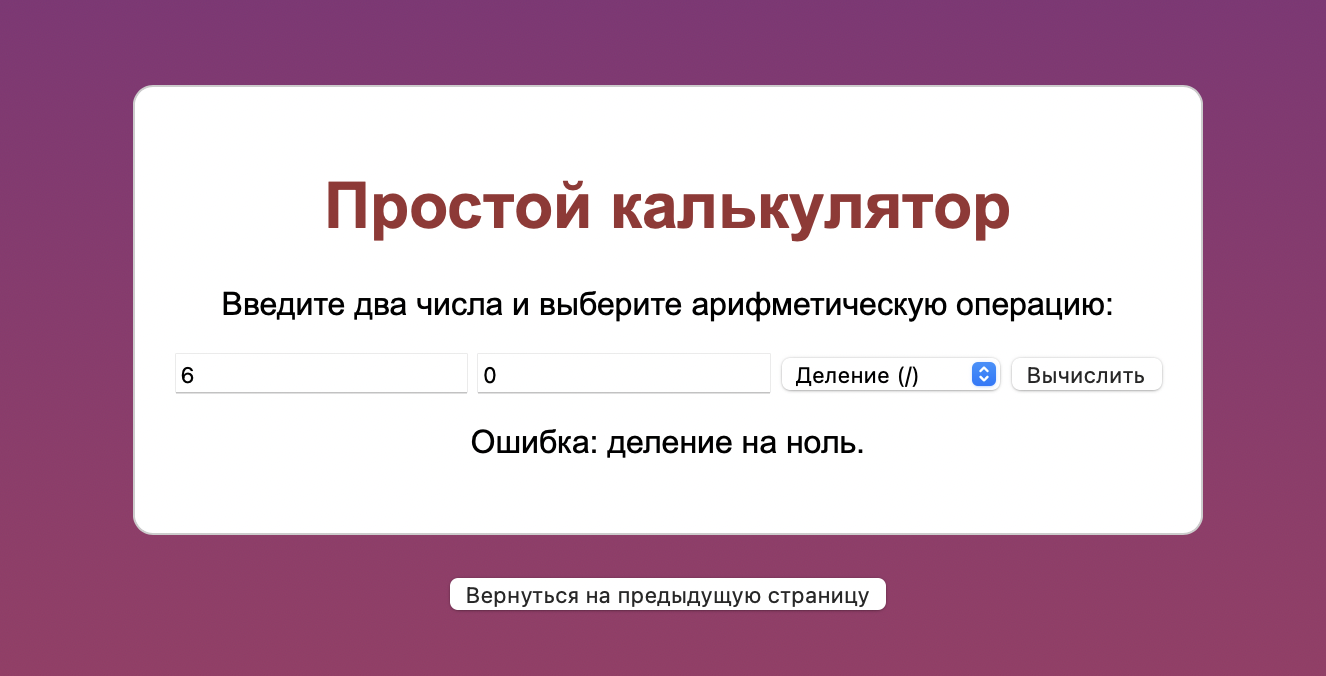 Простой калькулятор
Введите два числа и выберите арифметическую операцию:
6 0 Деление (/) Вычислить
Ошибка: деление на ноль.
Вернуться на предыдущую страницу